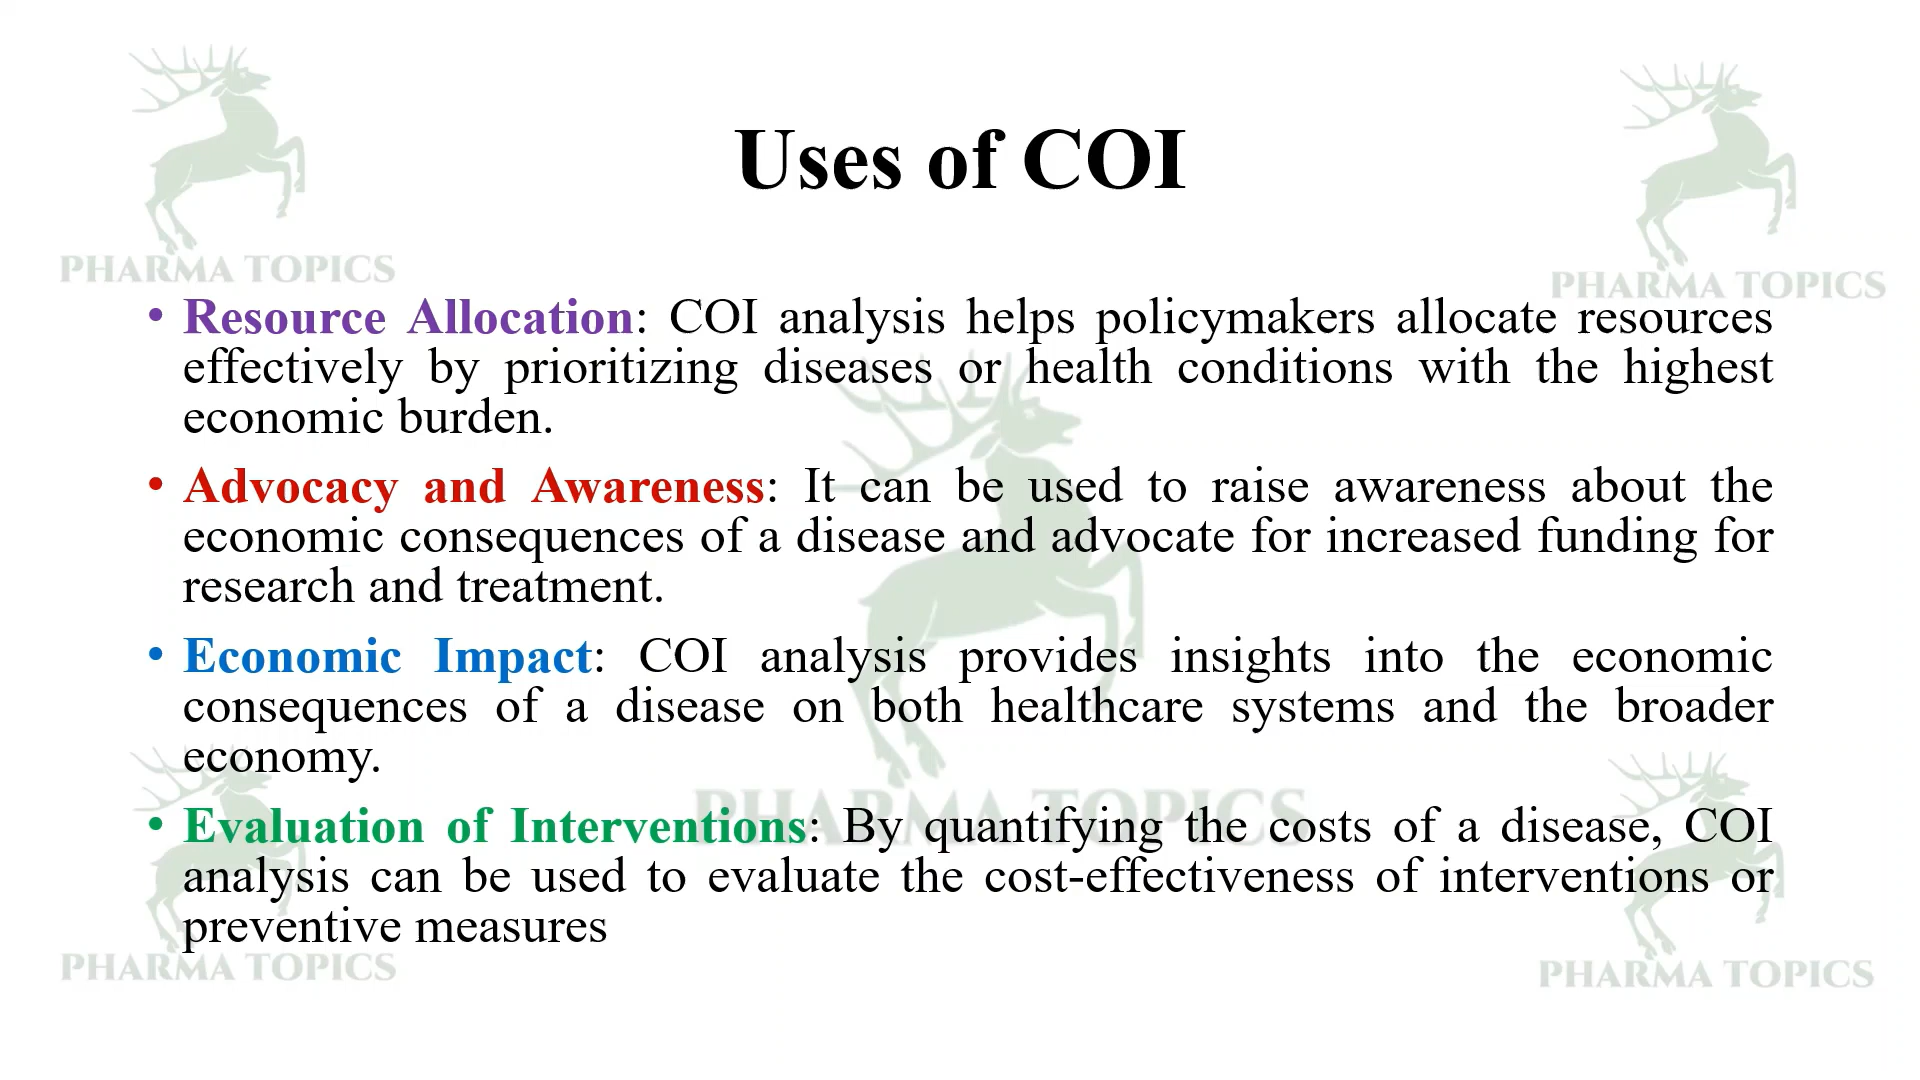 Uses of COI
PHARMA TOPICS
PHARMA TOPICS
• Resource Allocation: COI analysis helps policymakers allocate resources
effectively by prioritizing diseases or health conditions with the highest
economic burden.
• Advocacy and Awareness: It can be used to raise awareness about the
economic consequences of a disease and advocate for increased funding for
research and treatment.
• Economic Impact: COI analysis provides insights into the economic
consequences of a disease on both healthcare systems and the broader
economy.
PHARMA TOPICS
• Evaluation of Interventions: By quantifying the costs of a disease, COI
analysis can be used to evaluate the cost-effectiveness of interventions or
preventive measures
PHARMA TOPICS
PHARMA TOPICS